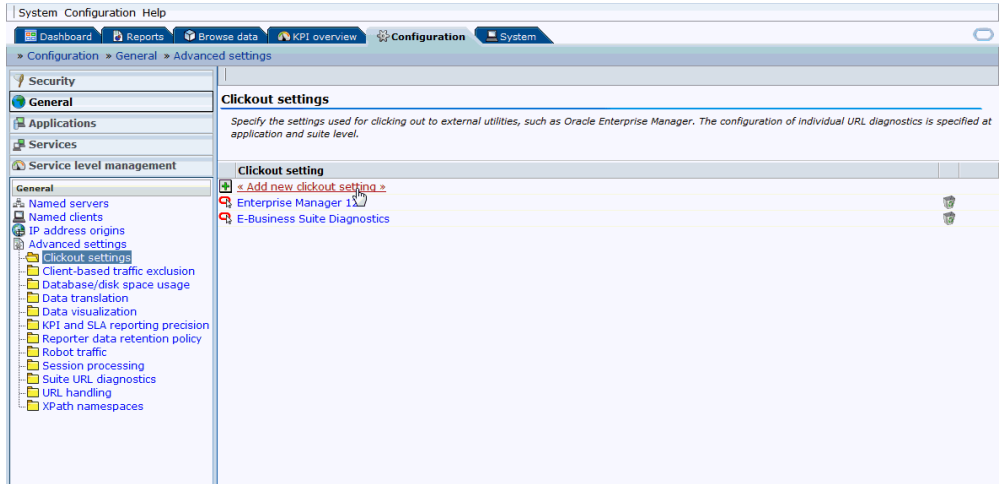 System Configuration Help
Dashboard Reports Browse data KPI overview Configuration System
» Configuration » General » Advanced settings
Security
General
Applications
Services
Service level management
General
Named servers
Named clients
IP address origins
Advanced settings
Clickout settings
Client-based traffic exclusion
Database/disk space usage
Data translation
Data visualization
KPI and SLA reporting precision
Reporter data retention policy
Robot traffic
Session processing
Suite URL diagnostics
URL handling
XPath namespaces
Clickout settings
Specify the settings used for clicking out to external utilities, such as Oracle Enterprise Manager. The configuration of individual URL diagnostics is specified at
application and suite level.
Clickout setting
« Add new clickout setting »
Enterprise Manager
E-Business Suite Diagnostics